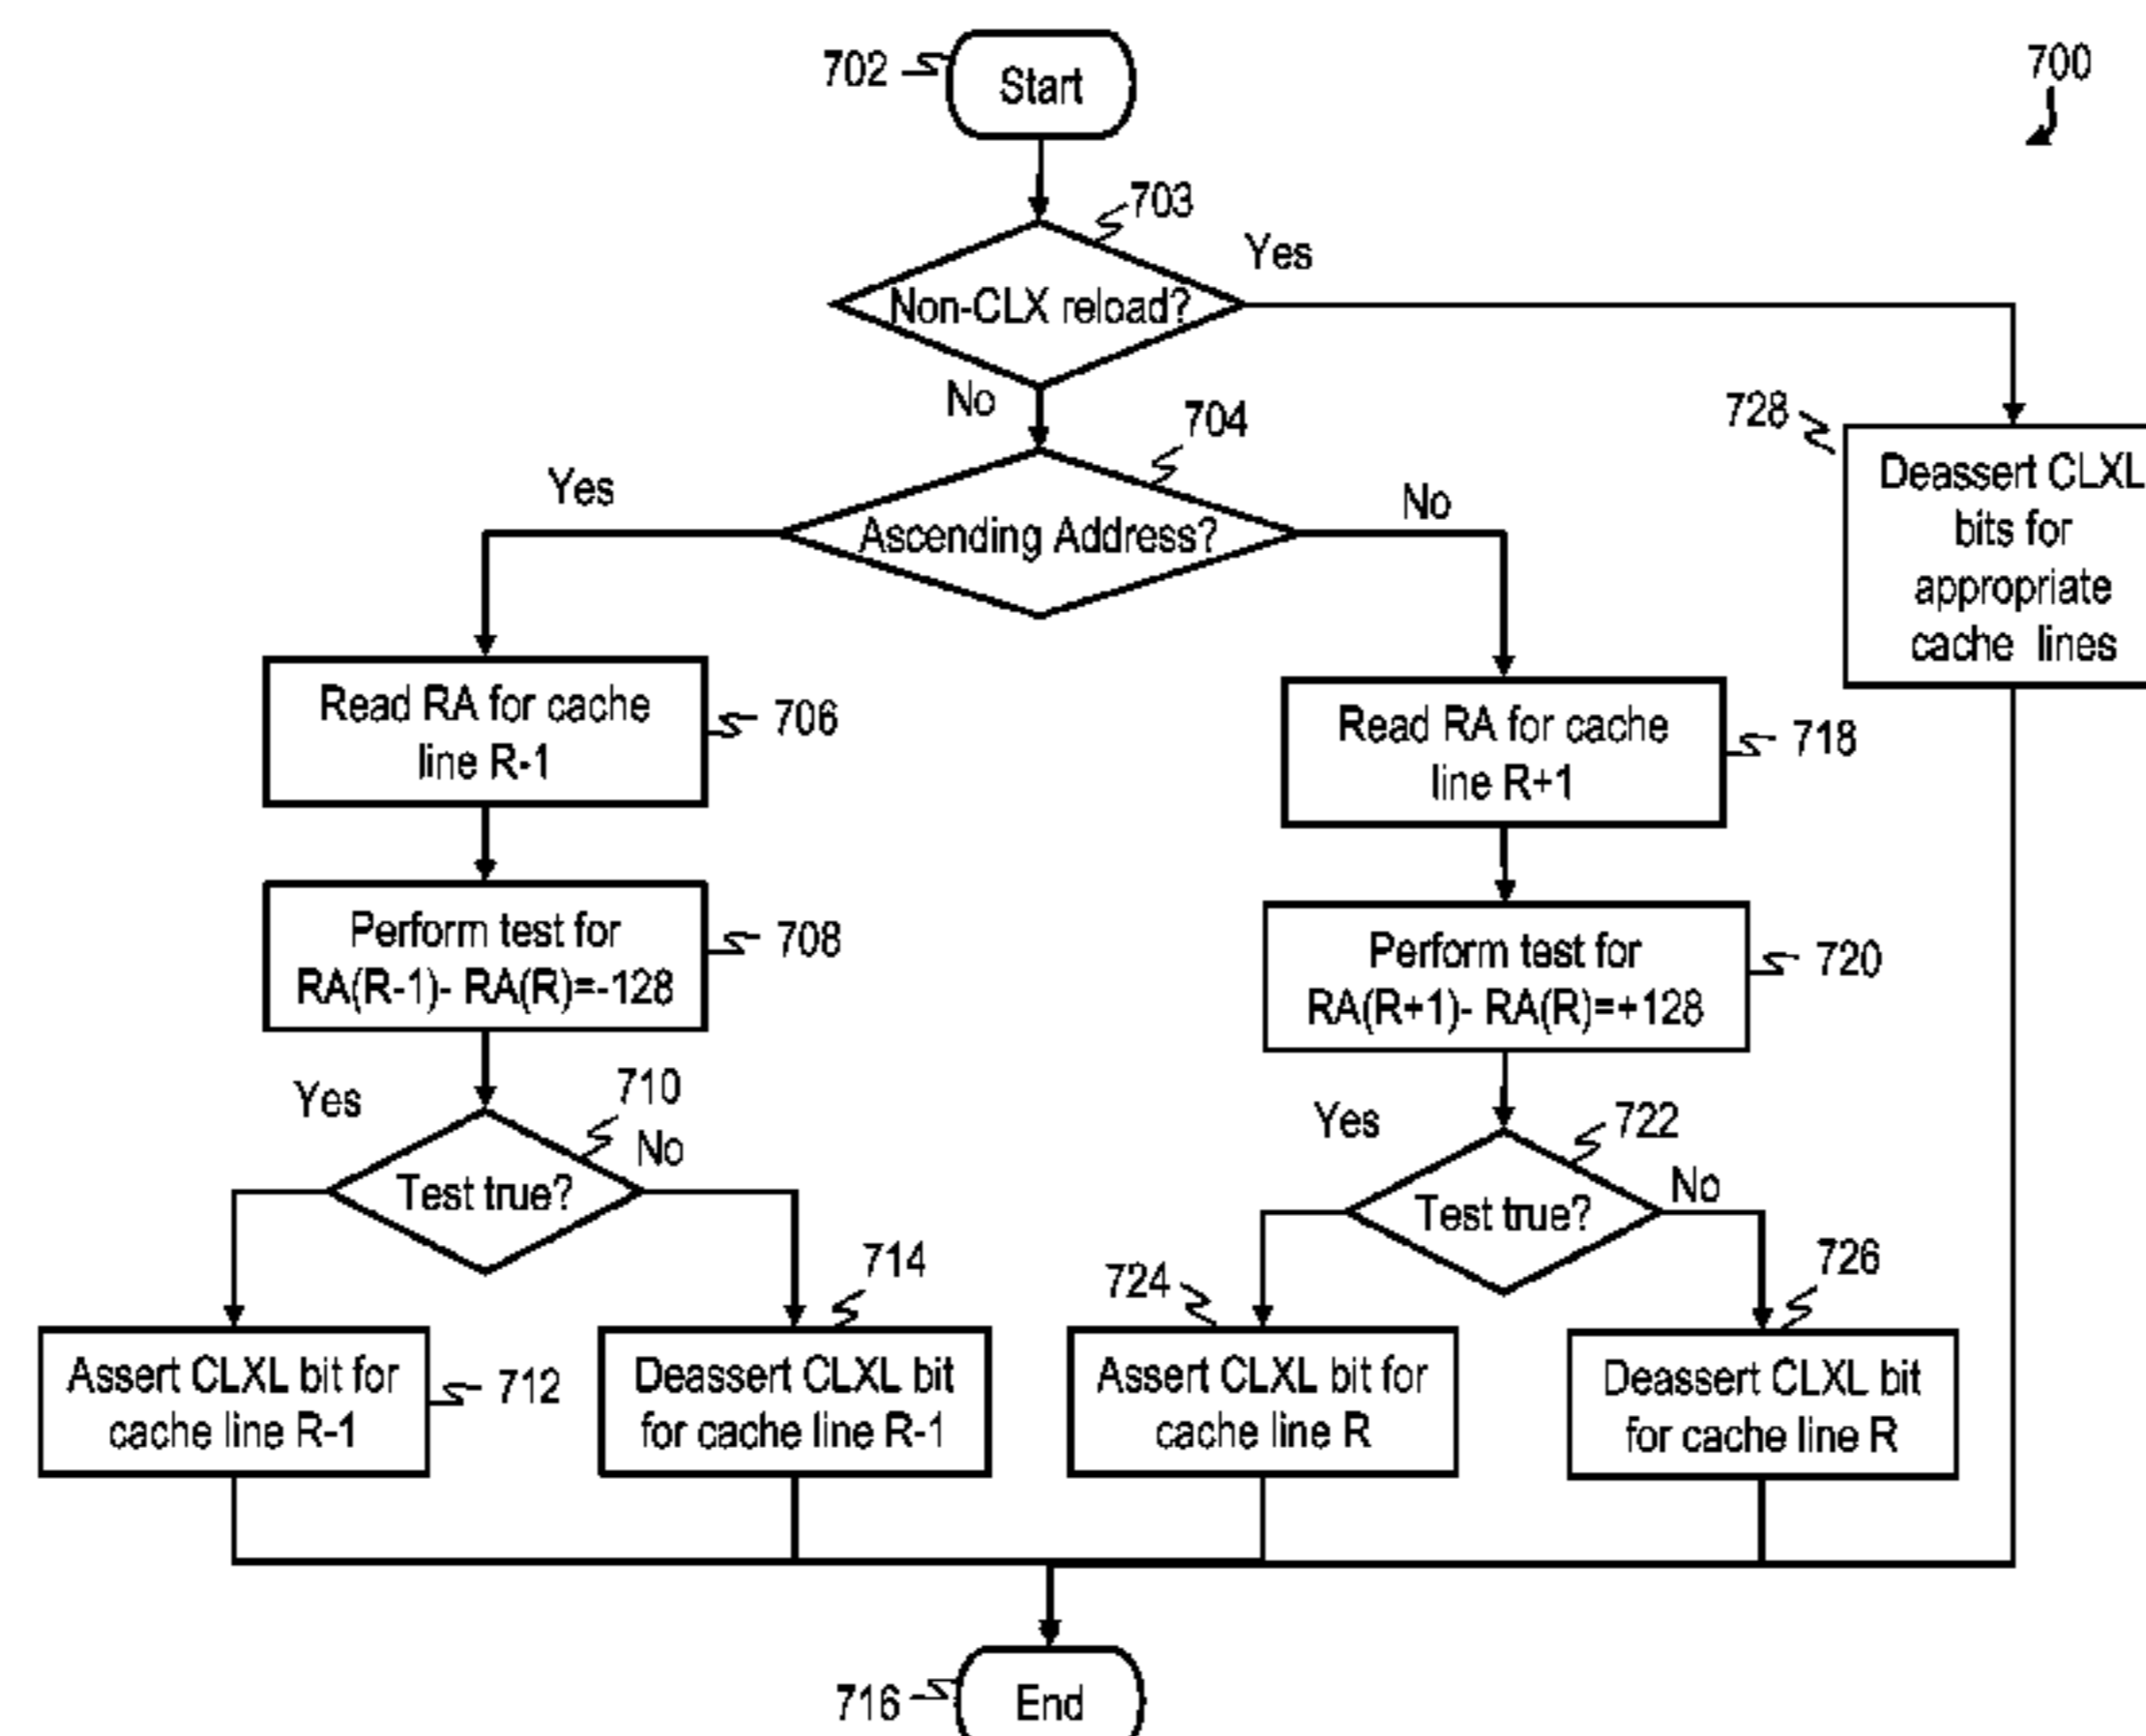 702
Start
700
703
Yes
Non-CLX reload?
No
704
728
Deassert CLXL
bits for
appropriate
cache lines
Yes
Ascending Address?
No
Read RA for cache
line R-1
706
Read RA for cache
line R+1
718
Perform test for
RA(R-1)- RA(R)=-128
708
Perform test for
RA(R+1)- RA(R)=+128
720
Yes
710
No
Test true?
Yes
722
No
Test true?
714
724
726
Assert CLXL bit for
cache line R-1
712
Deassert CLXL bit
for cache line R-1
Assert CLXL bit for
cache line R
Deassert CLXL bit
for cache line R
716
End